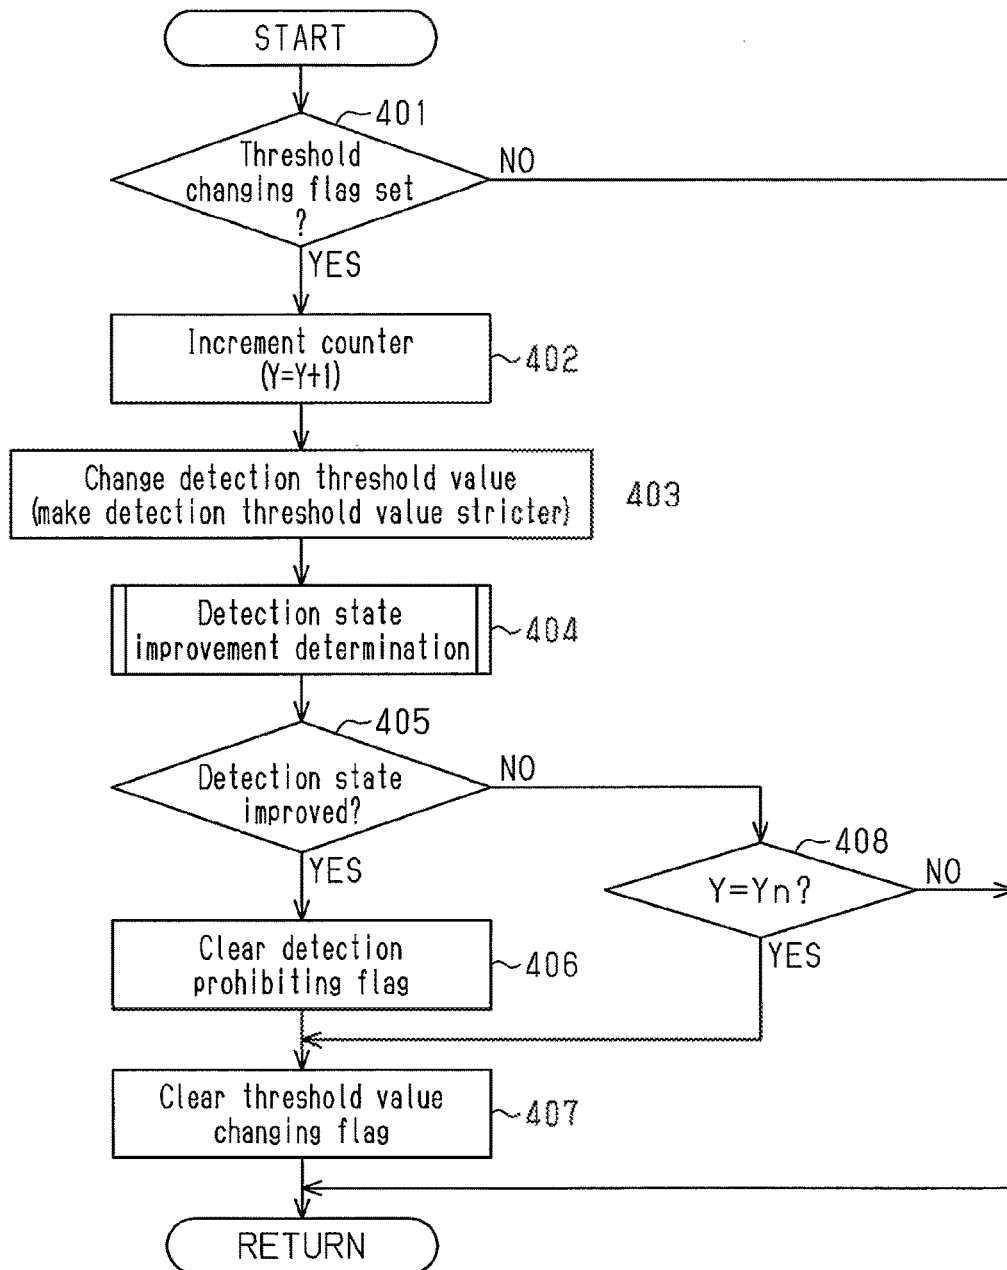 START
401
Threshold
changing flag set
?
NO
YES
Increment counter
(Y=Y+1)
402
Change detection threshold value
(make detection threshold value stricter)
403
Detection state
improvement determination
404
405
Detection state
improved?
NO
YES
408
Y=Yn?
NO
YES
Clear detection
prohibiting flag
406
Clear threshold value
changing flag
407
RETURN